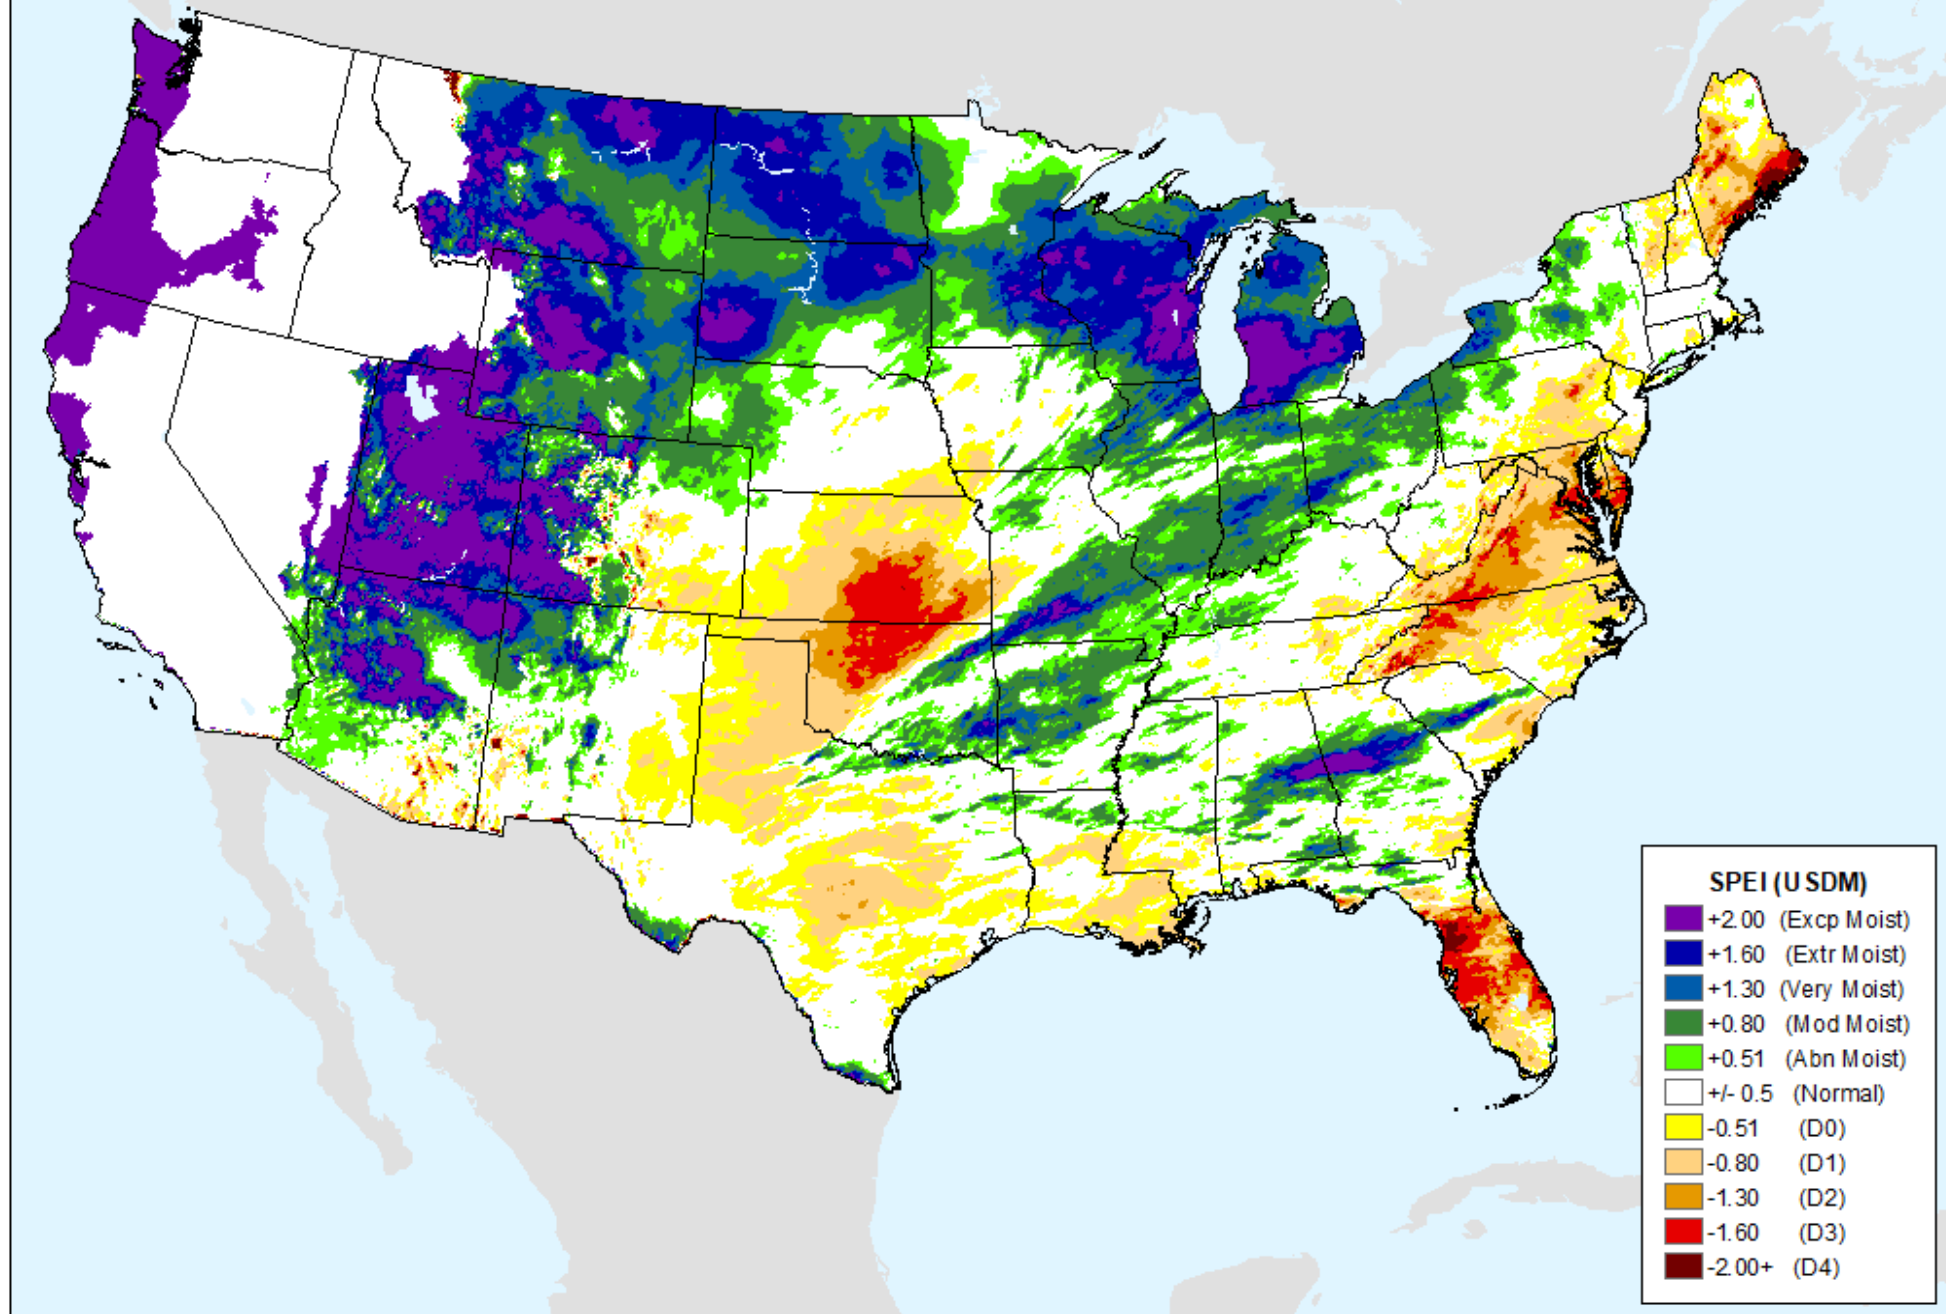 SPEI (USDM)
+2.00 (Excp Moist)
+1.60 (Extr Moist)
+1.30 (Very Moist)
+0.80 (Mod Moist)
+0.51 (Abn Moist)
+/- 0.5 (Normal)
-0.51 (D0)
-0.80 (D1)
-1.30 (D2)
-1.60 (D3)
-2.00+ (D4)